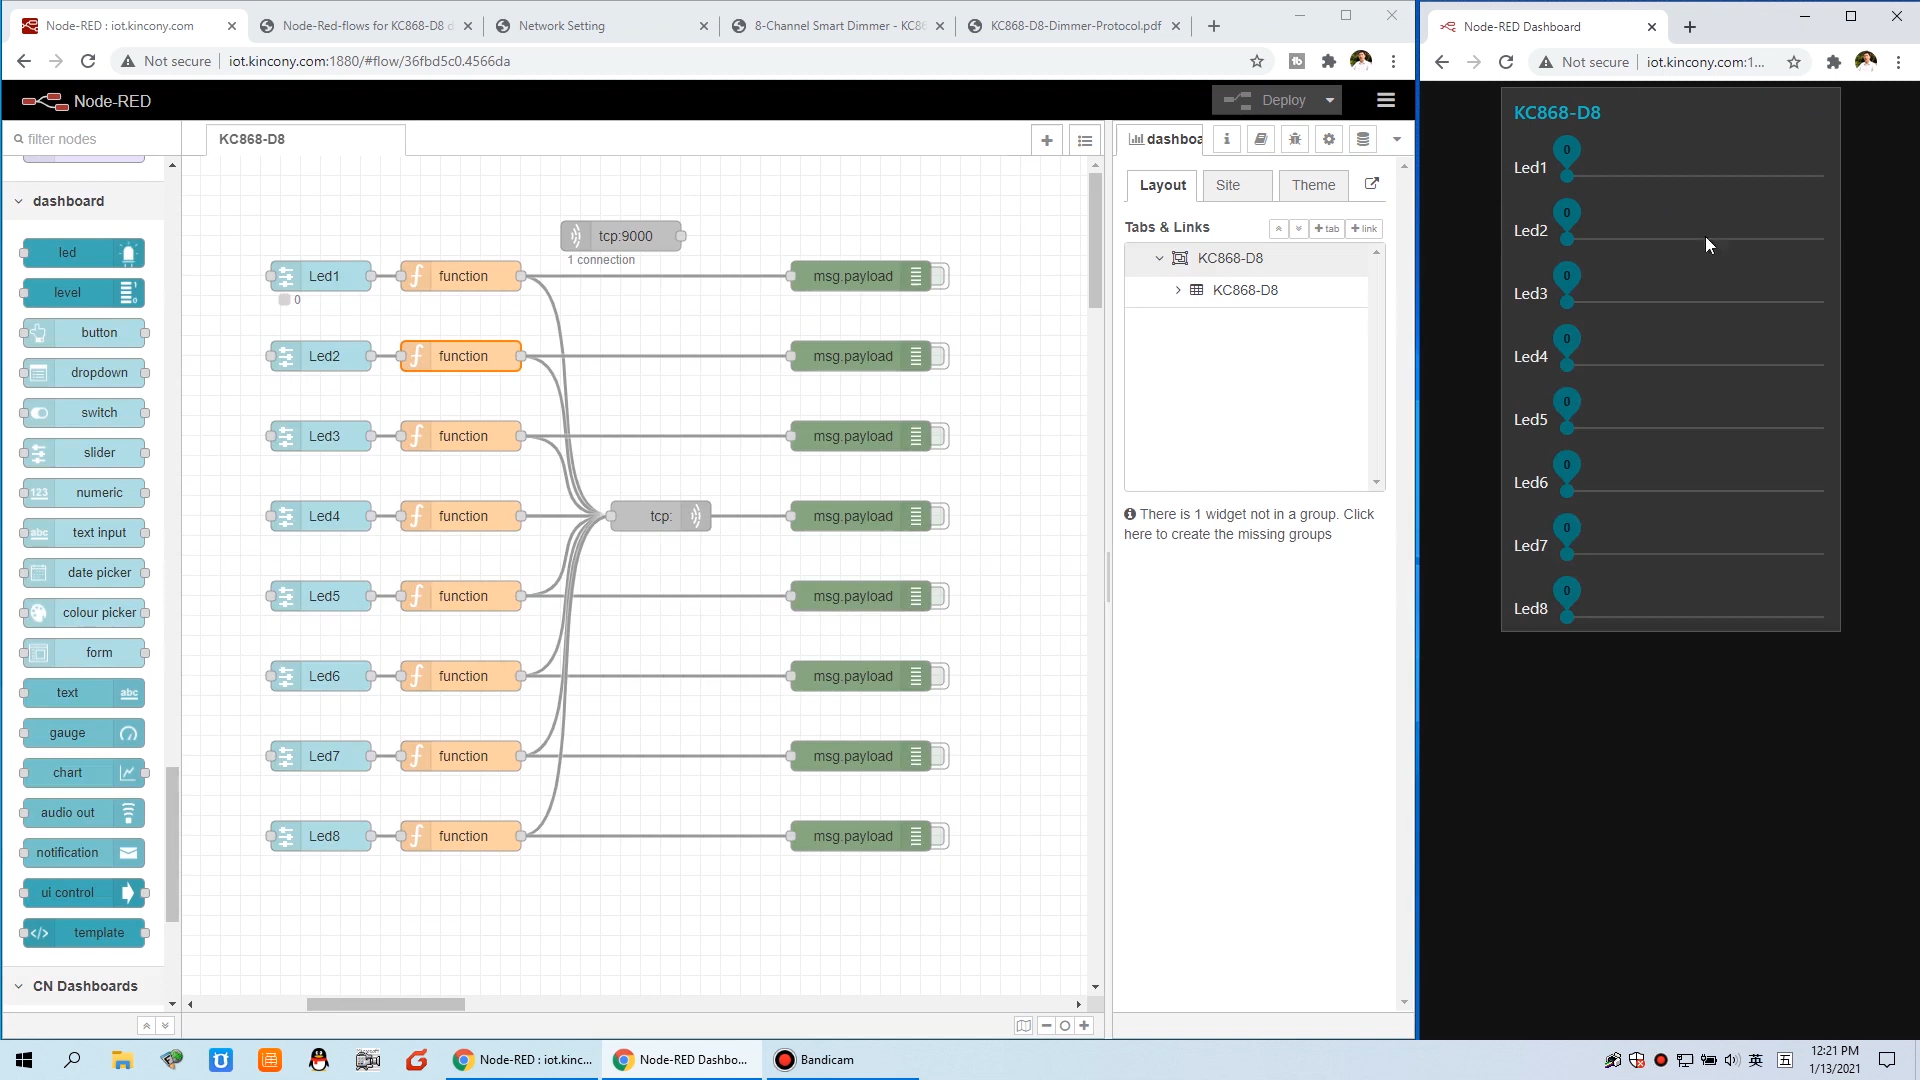 Node-RED : iot.kincony.com
Node-Red-flows for KC868-D8 d
Network Setting
8-Channel Smart Dimmer - KC86
KC868-D8-Dimmer-Protocol.pdf
Not secure
iot.kincony.com:1880/#flow/36fbd5c0.4566da
Node-RED
Deploy
filter nodes
KC868-D8
dashboa
dashboard
led
level
button
dropdown
switch
slider
123
numeric
abc
text input
date picker
colour picker
form
text
abc
gauge
chart
audio out
notification
ui control
template
CN Dashboards
tcp:9000
1 connection
Led1
function
msg.payload
0
Led2
function
msg.payload
Led3
function
msg.payload
Led4
function
tcp:
msg.payload
Led5
function
msg.payload
Led6
function
msg.payload
Led7
function
msg.payload
Led8
function
msg.payload
Layout
Site
Theme
Tabs & Links
tab
link
KC868-D8
KC868-D8
There is 1 widget not in a group. Click
here to create the missing groups
Node-RED Dashboard
Not secure
iot.kincony.com:1...
KC868-D8
Led1
0
Led2
0
Led3
0
Led4
0
Led5
0
Led6
0
Led7
0
Led8
0
Node-RED : iot.kinc...
Node-RED Dashbo...
Bandicam
英
五
12:21 PM
1/13/2021